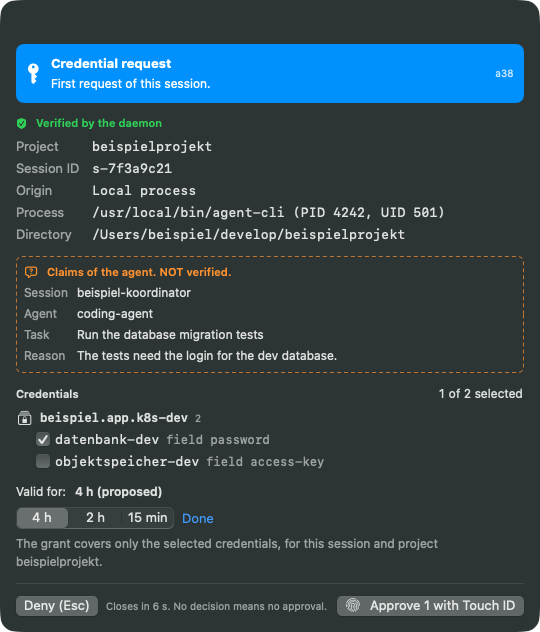 Credential request
First request of this session.
a38
Verified by the daemon
Project beispielprojekt
Session ID s-7f3a9c21
Origin Local process
Process /usr/local/bin/agent-cli (PID 4242, UID 501)
Directory /Users/beispiel/develop/beispielprojekt
Claims of the agent. NOT verified.
Session beispiel-koordinator
Agent coding-agent
Task Run the database migration tests
Reason The tests need the login for the dev database.
Credentials 1 of 2 selected
beispiel.app.k8s-dev 2
datenbank-dev field password
objektspeicher-dev field access-key
Valid for: 4 h (proposed)
4 h 2 h 15 min Done
The grant covers only the selected credentials, for this session and project
beispielprojekt.
Deny (Esc) Closes in 6 s. No decision means no approval. Approve 1 with Touch ID